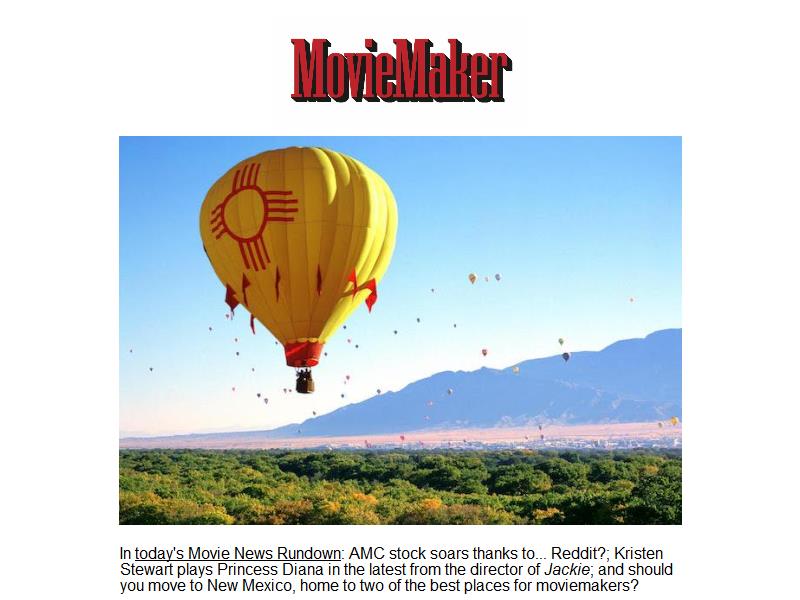 MovieMaker
In today's Movie News Rundown: AMC stock soars thanks to... Reddit?; Kristen
Stewart plays Princess Diana in the latest from the director of Jackie; and should
you move to New Mexico, home to two of the best places for moviemakers?